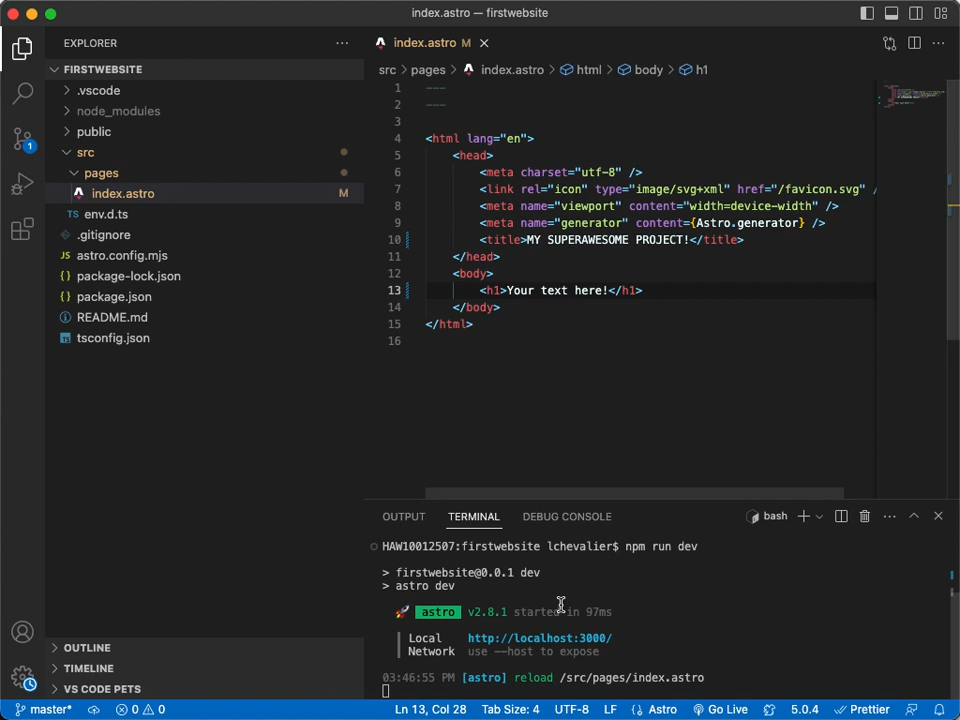 index.astro — firstwebsite
EXPLORER
FIRSTWEBSITE
.vscode
node_modules
public
src
pages
index.astro M
env.d.ts
.gitignore
astro.config.mjs
package-lock.json
package.json
README.md
tsconfig.json
OUTLINE
TIMELINE
VS CODE PETS
1
index.astro M
src > pages > index.astro > html > body > h1
1 ---
2 ---
3
4 <html lang="en">
5 <head>
6 <meta charset="utf-8" />
7 <link rel="icon" type="image/svg+xml" href="/favicon.svg" /
8 <meta name="viewport" content="width=device-width" />
9 <meta name="generator" content={Astro.generator} />
10 <title>MY SUPERAWESOME PROJECT!</title>
11 </head>
12 <body>
13 <h1>Your text here!</h1>
14 </body>
15 </html>
16
OUTPUT TERMINAL DEBUG CONSOLE bash
HAW10012507:firstwebsite lchevalier$ npm run dev
> firstwebsite@0.0.1 dev
> astro dev
🚀 astro v2.8.1 started in 97ms
Local http://localhost:3000/
Network use --host to expose
03:46:55 PM [astro] reload /src/pages/index.astro
master* 0 0 Ln 13, Col 28 Tab Size: 4 UTF-8 LF {} Astro Go Live 5.0.4 Prettier